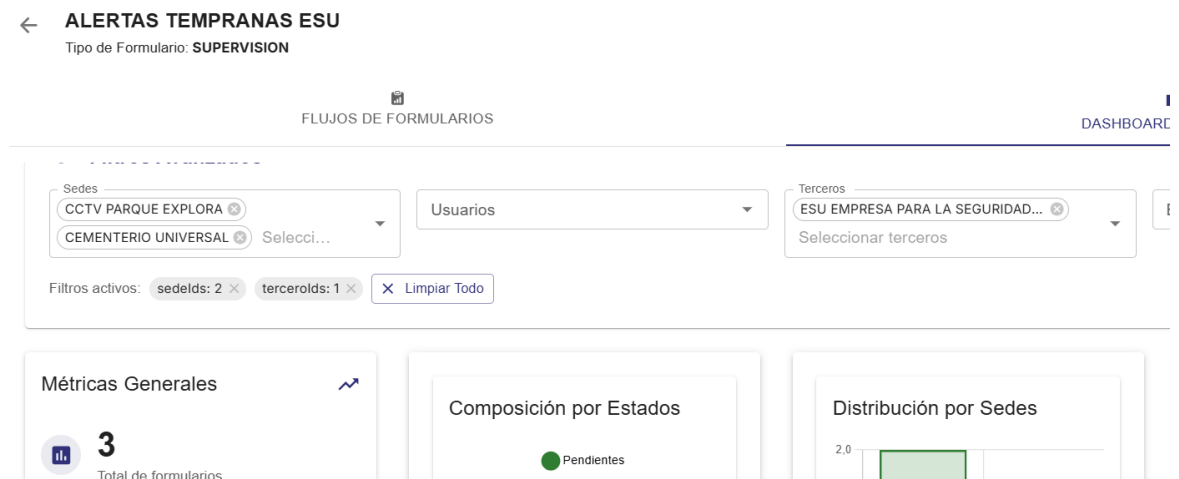 ALERTAS TEMPRANAS ESU
Tipo de Formulario: SUPERVISION
FLUJOS DE FORMULARIOS
DASHBOARD
Sedes
CCTV PARQUE EXPLORA
CEMENTERIO UNIVERSAL Selecci...
Usuarios
Terceros
ESU EMPRESA PARA LA SEGURIDAD...
Seleccionar terceros
Filtros activos: sedeIds: 2 terceroIds: 1 Limpiar Todo
Métricas Generales
3
Total de formularios
Composición por Estados
Pendientes
Distribución por Sedes
2,0